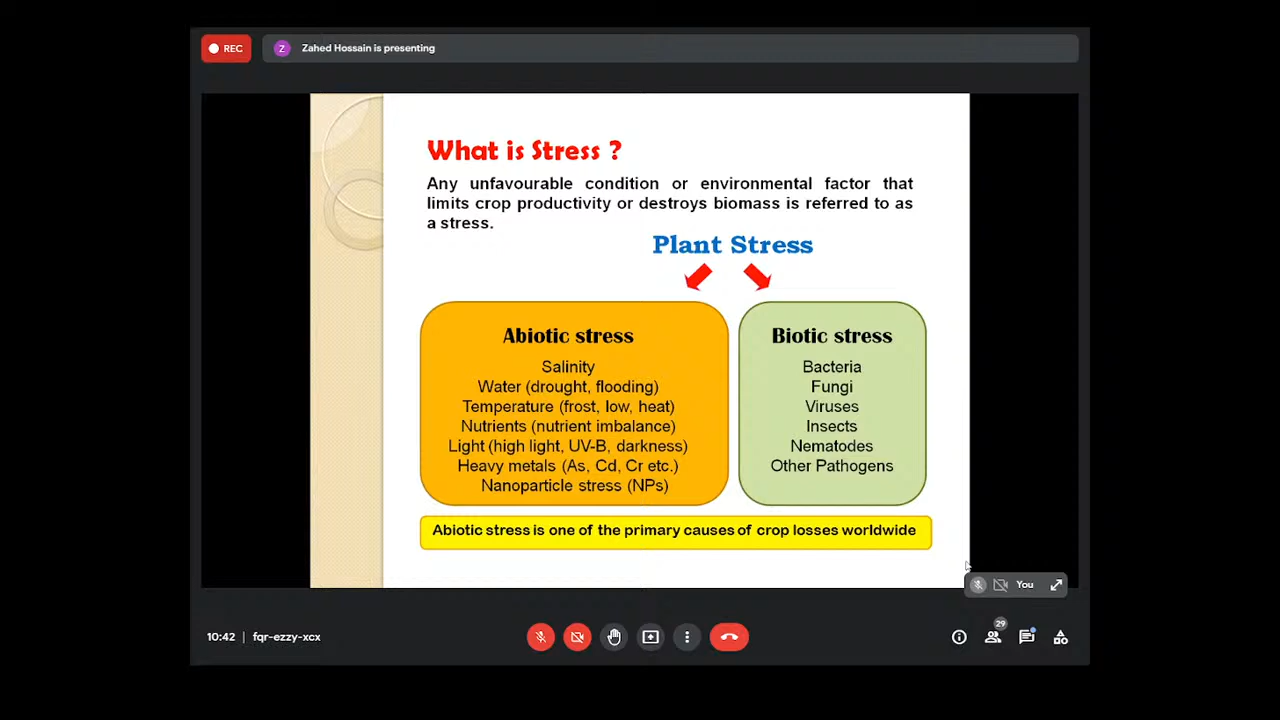 REC
Z
Zahed Hossain is presenting
What is Stress ?
Any unfavourable condition or environmental factor that
limits crop productivity or destroys biomass is referred to as
a stress.
Plant Stress
Abiotic stress
Salinity
Water (drought, flooding)
Temperature (frost, low, heat)
Nutrients (nutrient imbalance)
Light (high light, UV-B, darkness)
Heavy metals (As, Cd, Cr etc.)
Nanoparticle stress (NPs)
Biotic stress
Bacteria
Fungi
Viruses
Insects
Nematodes
Other Pathogens
Abiotic stress is one of the primary causes of crop losses worldwide
You
10:42 | fqr-ezzy-xcx
29